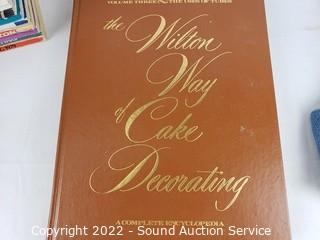 VOLUME THREE THE USES OF TUBES
the Wilton
Way
of Cake
Decorating
A COMPLETE ENCYCLOPEDIA
Copyright 2022 - Sound Auction Service